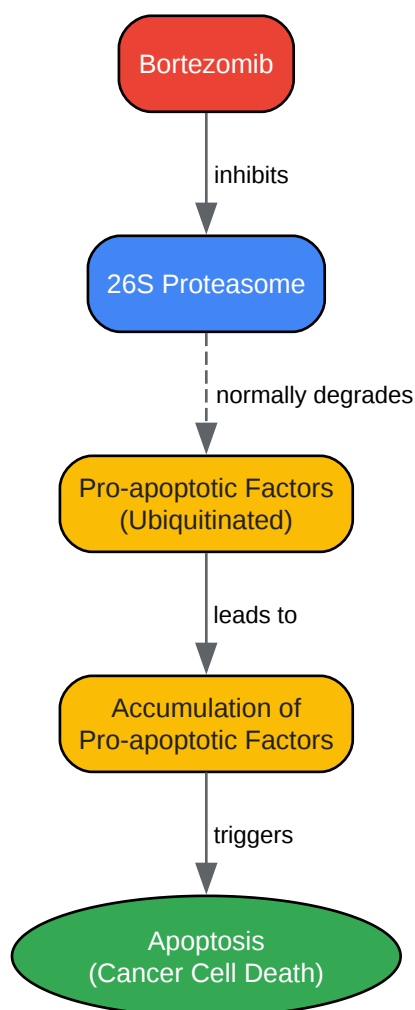 Bortezomib
inhibits
26S Proteasome
normally degrades
Pro-apoptotic Factors
(Ubiquitinated)
leads to
Accumulation of
Pro-apoptotic Factors
triggers
Apoptosis
(Cancer Cell Death)